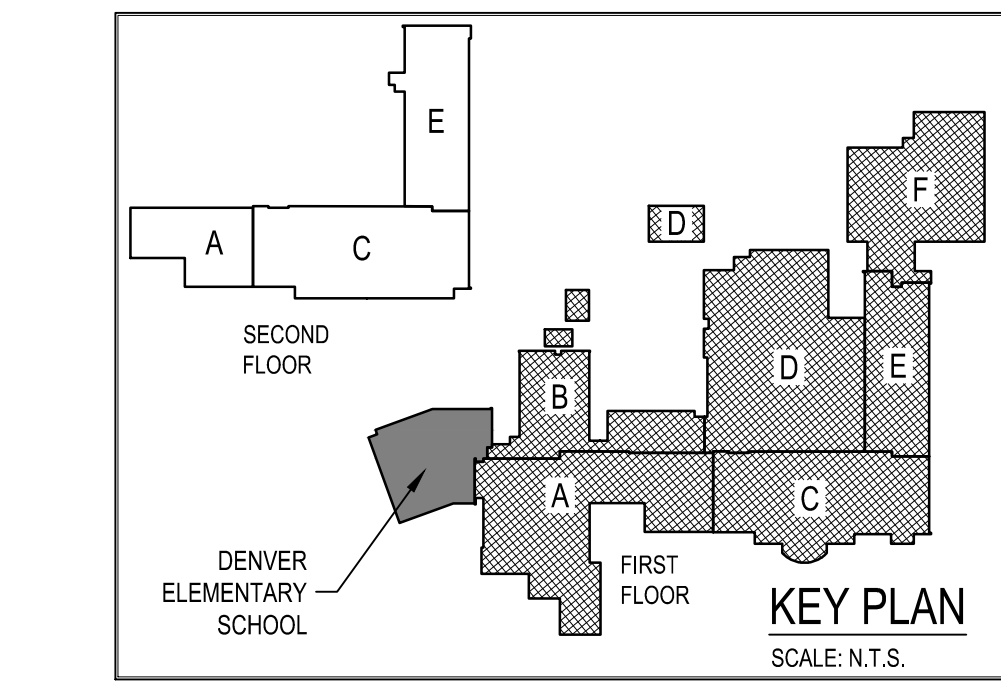 E
A
C
SECOND
FLOOR
F
D
D
E
B
A
C
DENVER
ELEMENTARY
SCHOOL
FIRST
FLOOR
KEY PLAN
SCALE: N.T.S.